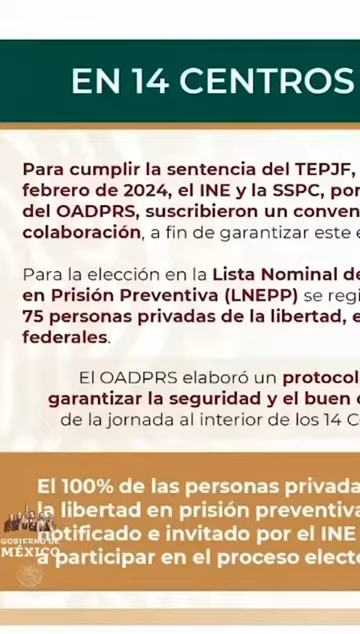 EN 14 CENTROS
Para cumplir la sentencia del TEPJF,
febrero de 2024, el INE y la SSPC, por
del OADPRS, suscribieron un conven
colaboración, a fin de garantizar este e
Para la elección en la Lista Nominal de
en Prisión Preventiva (LNEPP) se regi
75 personas privadas de la libertad, e
federales.
El OADPRS elaboró un protocol
garantizar la seguridad y el buen
de la jornada al interior de los 14 C
El 100% de las personas privada
la libertad en prisión preventiva
notificado e invitado por el INE
a participar en el proceso electo
GOBIERNO DE
MÉXICO